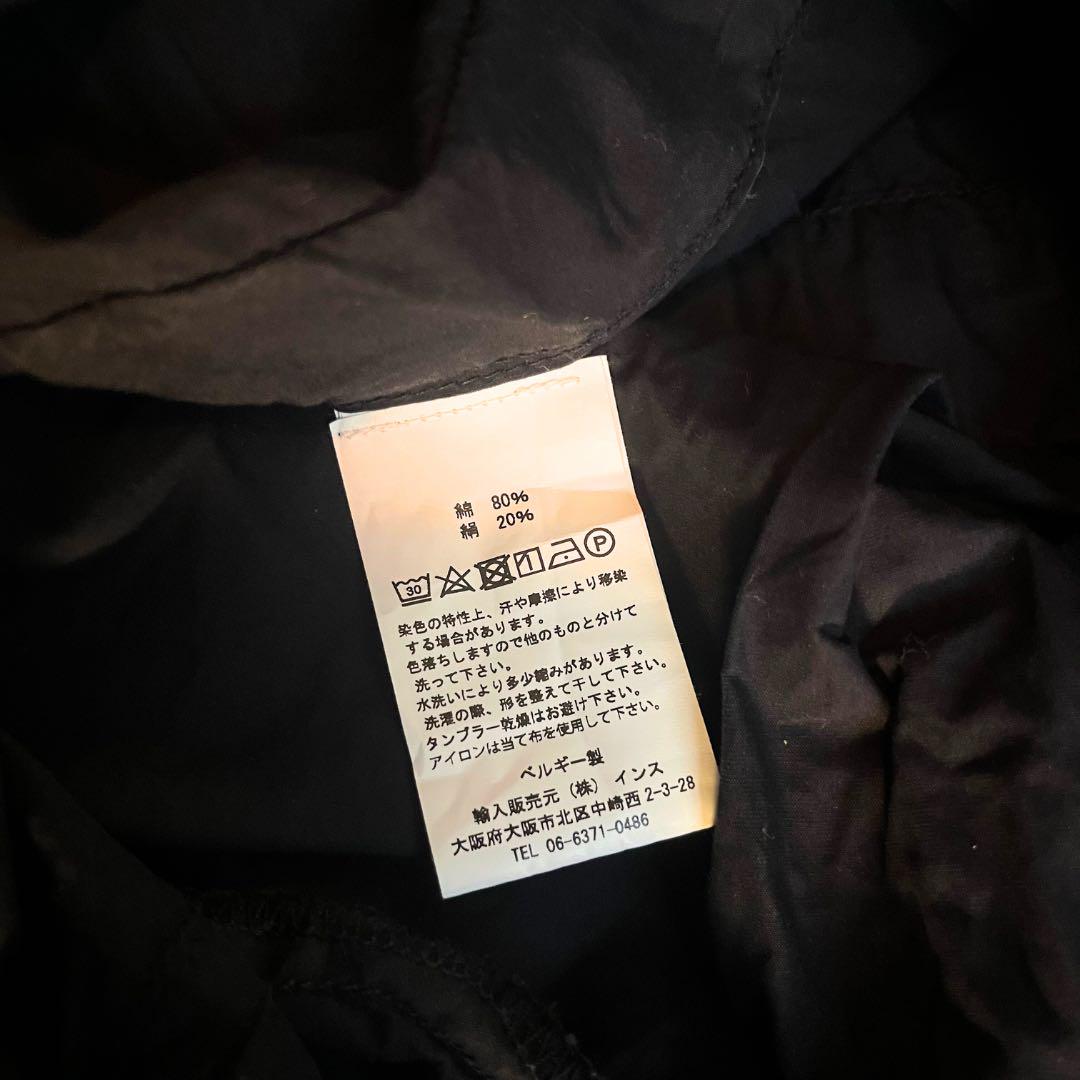 綿 80%
絹 20%
30 P
染色の特性上、汗や摩擦により移染
する場合があります。
色落ちしますので他のものと分けて
洗って下さい。
水洗いにより多少縮みがあります。
洗濯の際、形を整えて干して下さい。
タンブラー乾燥はお避け下さい。
アイロンは当て布を使用して下さい。
ベルギー製
輸入販売元（株）インス
大阪府大阪市北区中崎西2-3-28
TEL 06-6371-0486